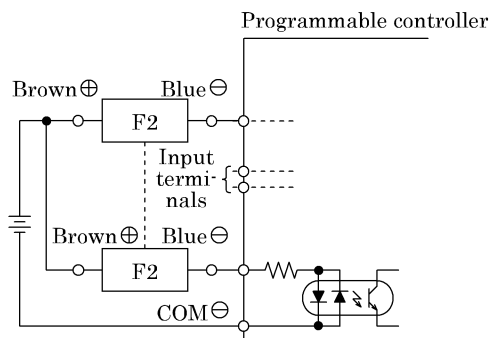 Programmable controller
Brown ⊕
Blue ⊖
F2
Input
termi-
nals
Brown ⊕
Blue ⊖
F2
COM ⊖